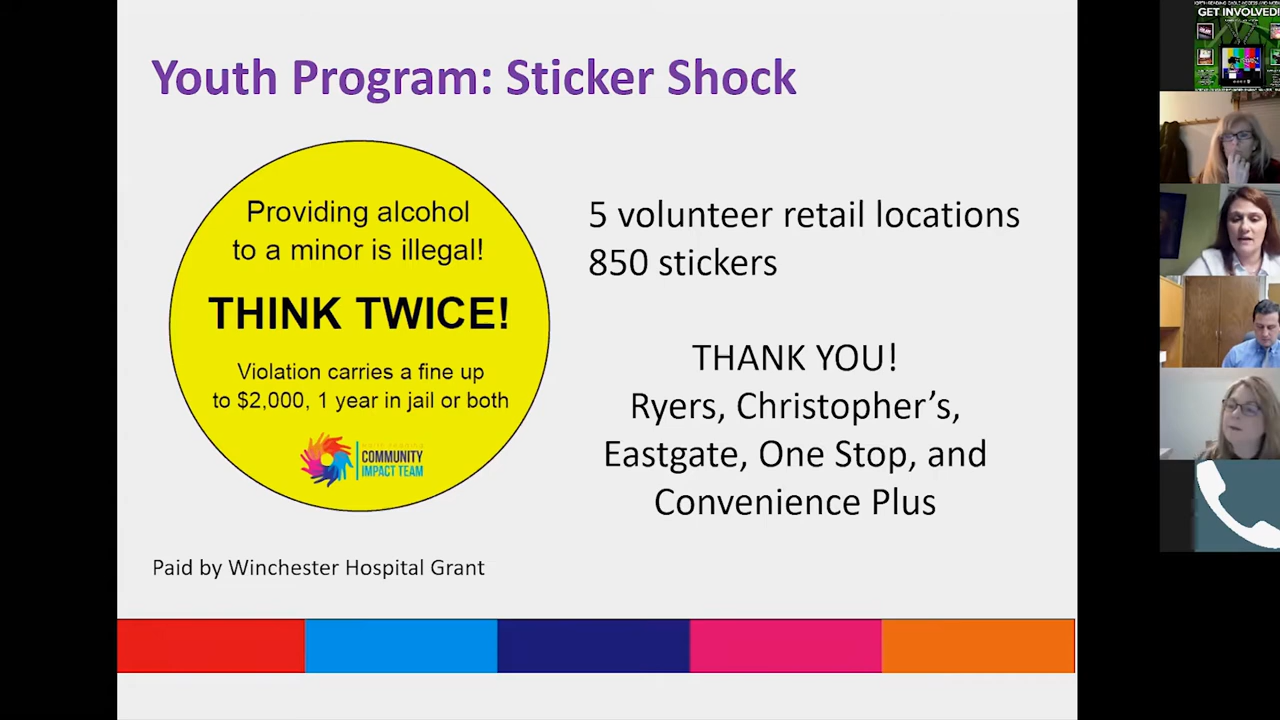 Youth Program: Sticker Shock
Providing alcohol
to a minor is illegal!
THINK TWICE!
Violation carries a fine up
to $2,000, 1 year in jail or both
COMMUNITY
IMPACT TEAM
5 volunteer retail locations
850 stickers
THANK YOU!
Ryers, Christopher’s,
Eastgate, One Stop, and
Convenience Plus
Paid by Winchester Hospital Grant
GET INVOLVED!